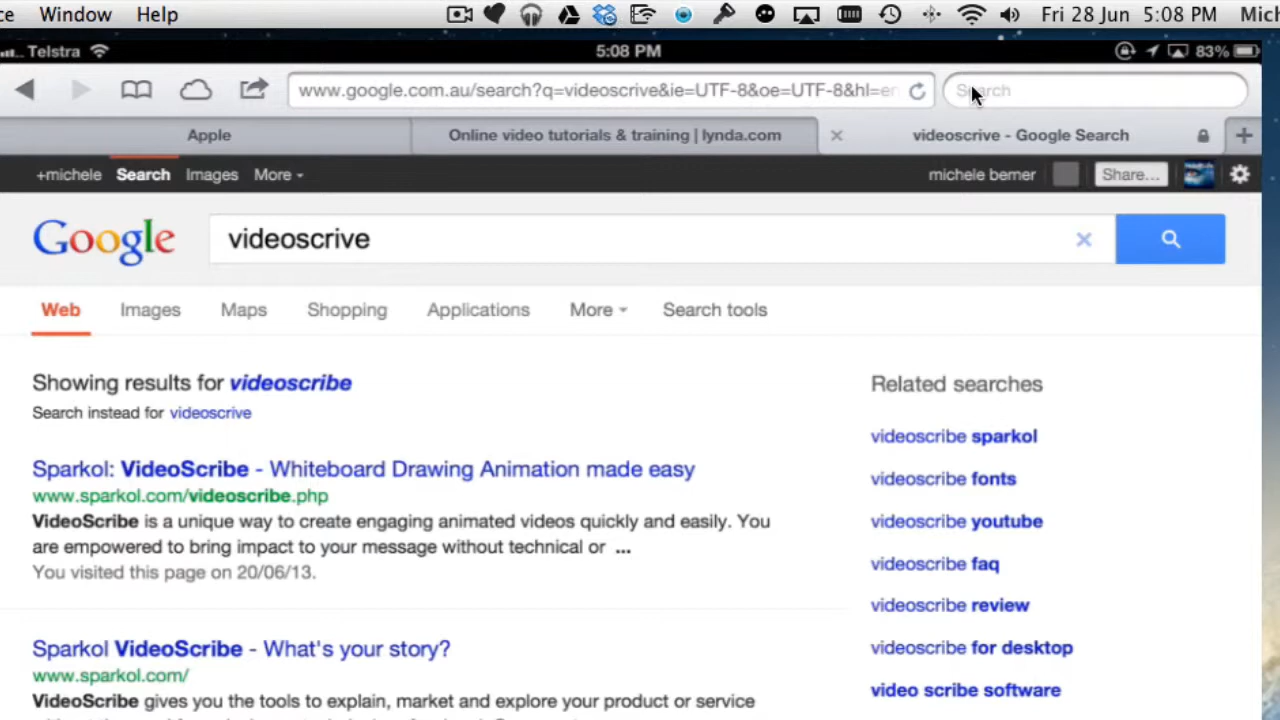 Window Help Fri 28 Jun 5:08 PM
Telstra 5:08 PM 83%
www.google.com.au/search?q=videoscrive&ie=UTF-8&oe=UTF-8&hl=en Search
Apple Online video tutorials & training | lynda.com videoscrive - Google Search
+michele Search Images More michele berner Share...
Google videoscrive
Web Images Maps Shopping Applications More Search tools
Showing results for videoscribe
Search instead for videoscrive
Sparkol: VideoScribe - Whiteboard Drawing Animation made easy
www.sparkol.com/videoscribe.php
VideoScribe is a unique way to create engaging animated videos quickly and easily. You
are empowered to bring impact to your message without technical or ...
You visited this page on 20/06/13.
Sparkol VideoScribe - What's your story?
www.sparkol.com/
VideoScribe gives you the tools to explain, market and explore your product or service
Related searches
videoscribe sparkol
videoscribe fonts
videoscribe youtube
videoscribe faq
videoscribe review
videoscribe for desktop
video scribe software